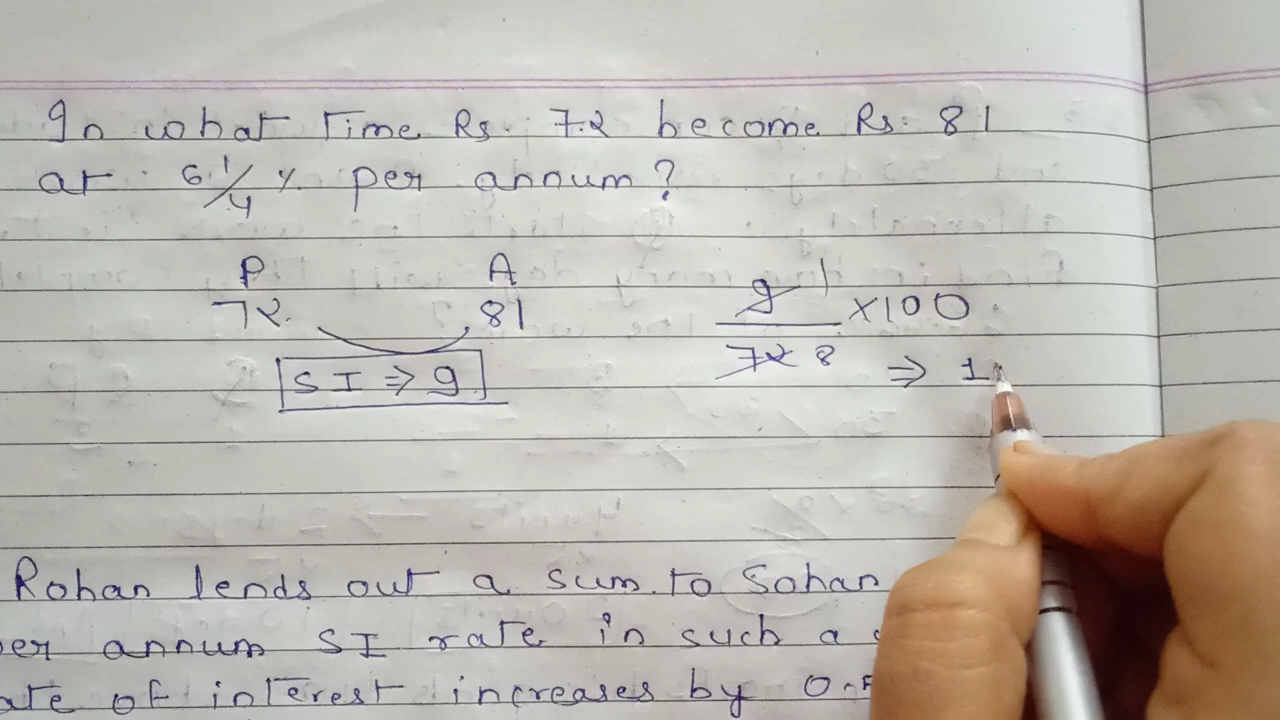 In what Time Rs. 72 become Rs. 81
at 6 1/4 % per annum?
P A
72 81
SI ⇒ 9
9 1 ×100
72 8
⇒ 1
Rohan lends out a sum to Sohan
per annum SI rate in such a
ate of interest increases by 0.